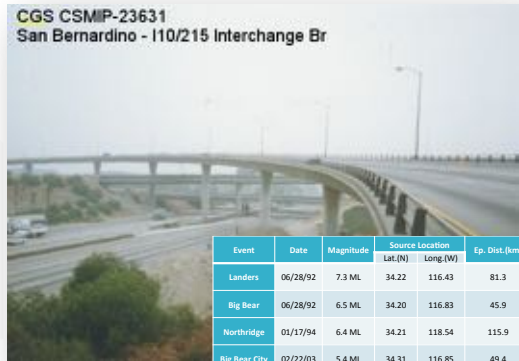 CGS CSMIP-23631
San Bernardino - I10/215 Interchange Br
Event Date Magnitude Source Location Ep. Dist.(km
Lat.(N) Long.(W)
Landers 06/28/92 7.3 ML 34.22 116.43 81.3
Big Bear 06/28/92 6.5 ML 34.20 116.83 45.9
Northridge 01/17/94 6.4 ML 34.21 118.54 115.9
Big Bear City 02/22/03 5.4 ML 34.31 116.85 49.4